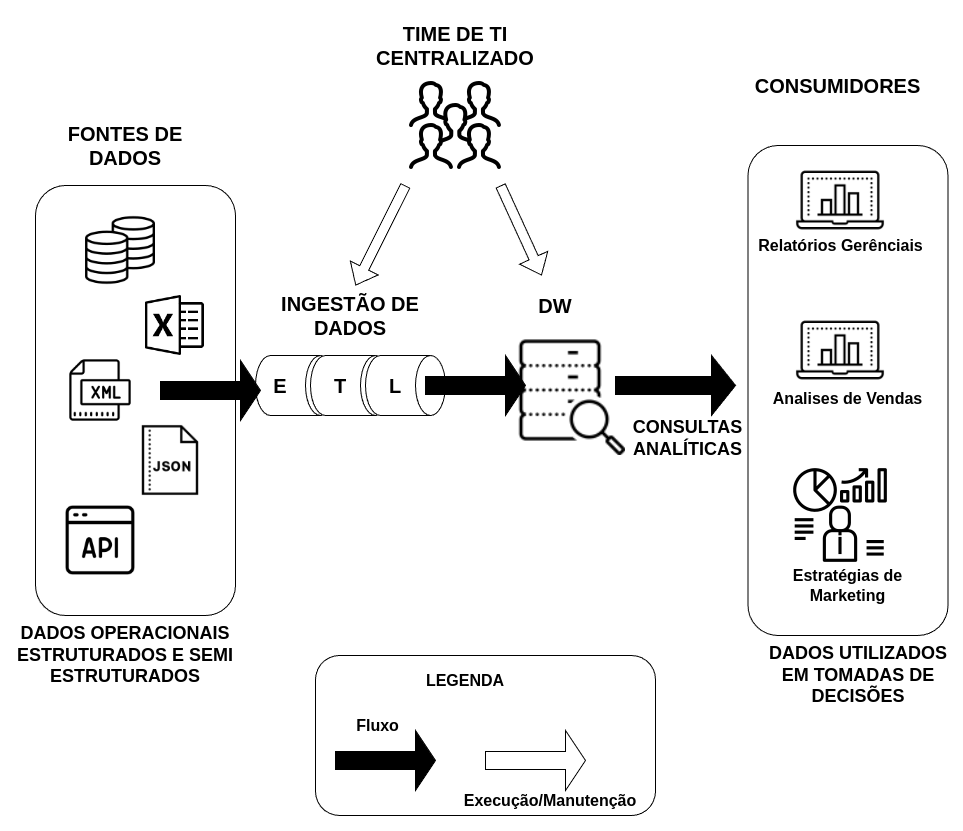 TIME DE TI
CENTRALIZADO
CONSUMIDORES
FONTES DE
DADOS
X
XML
JSON
API
DADOS OPERACIONAIS
ESTRUTURADOS E SEMI
ESTRUTURADOS
INGESTÃO DE
DADOS
E T L
DW
CONSULTAS
ANALÍTICAS
Relatórios Gerênciais
Analises de Vendas
Estratégias de
Marketing
DADOS UTILIZADOS
EM TOMADAS DE
DECISÕES
LEGENDA
Fluxo
Execução/Manutenção